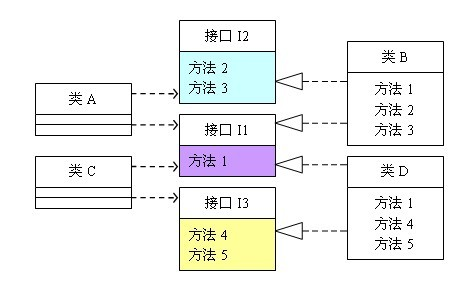 接口 I2
方法 2
方法 3
类 A
接口 I1
方法 1
类 C
接口 I3
方法 4
方法 5
类 B
方法 1
方法 2
方法 3
类 D
方法 1
方法 4
方法 5